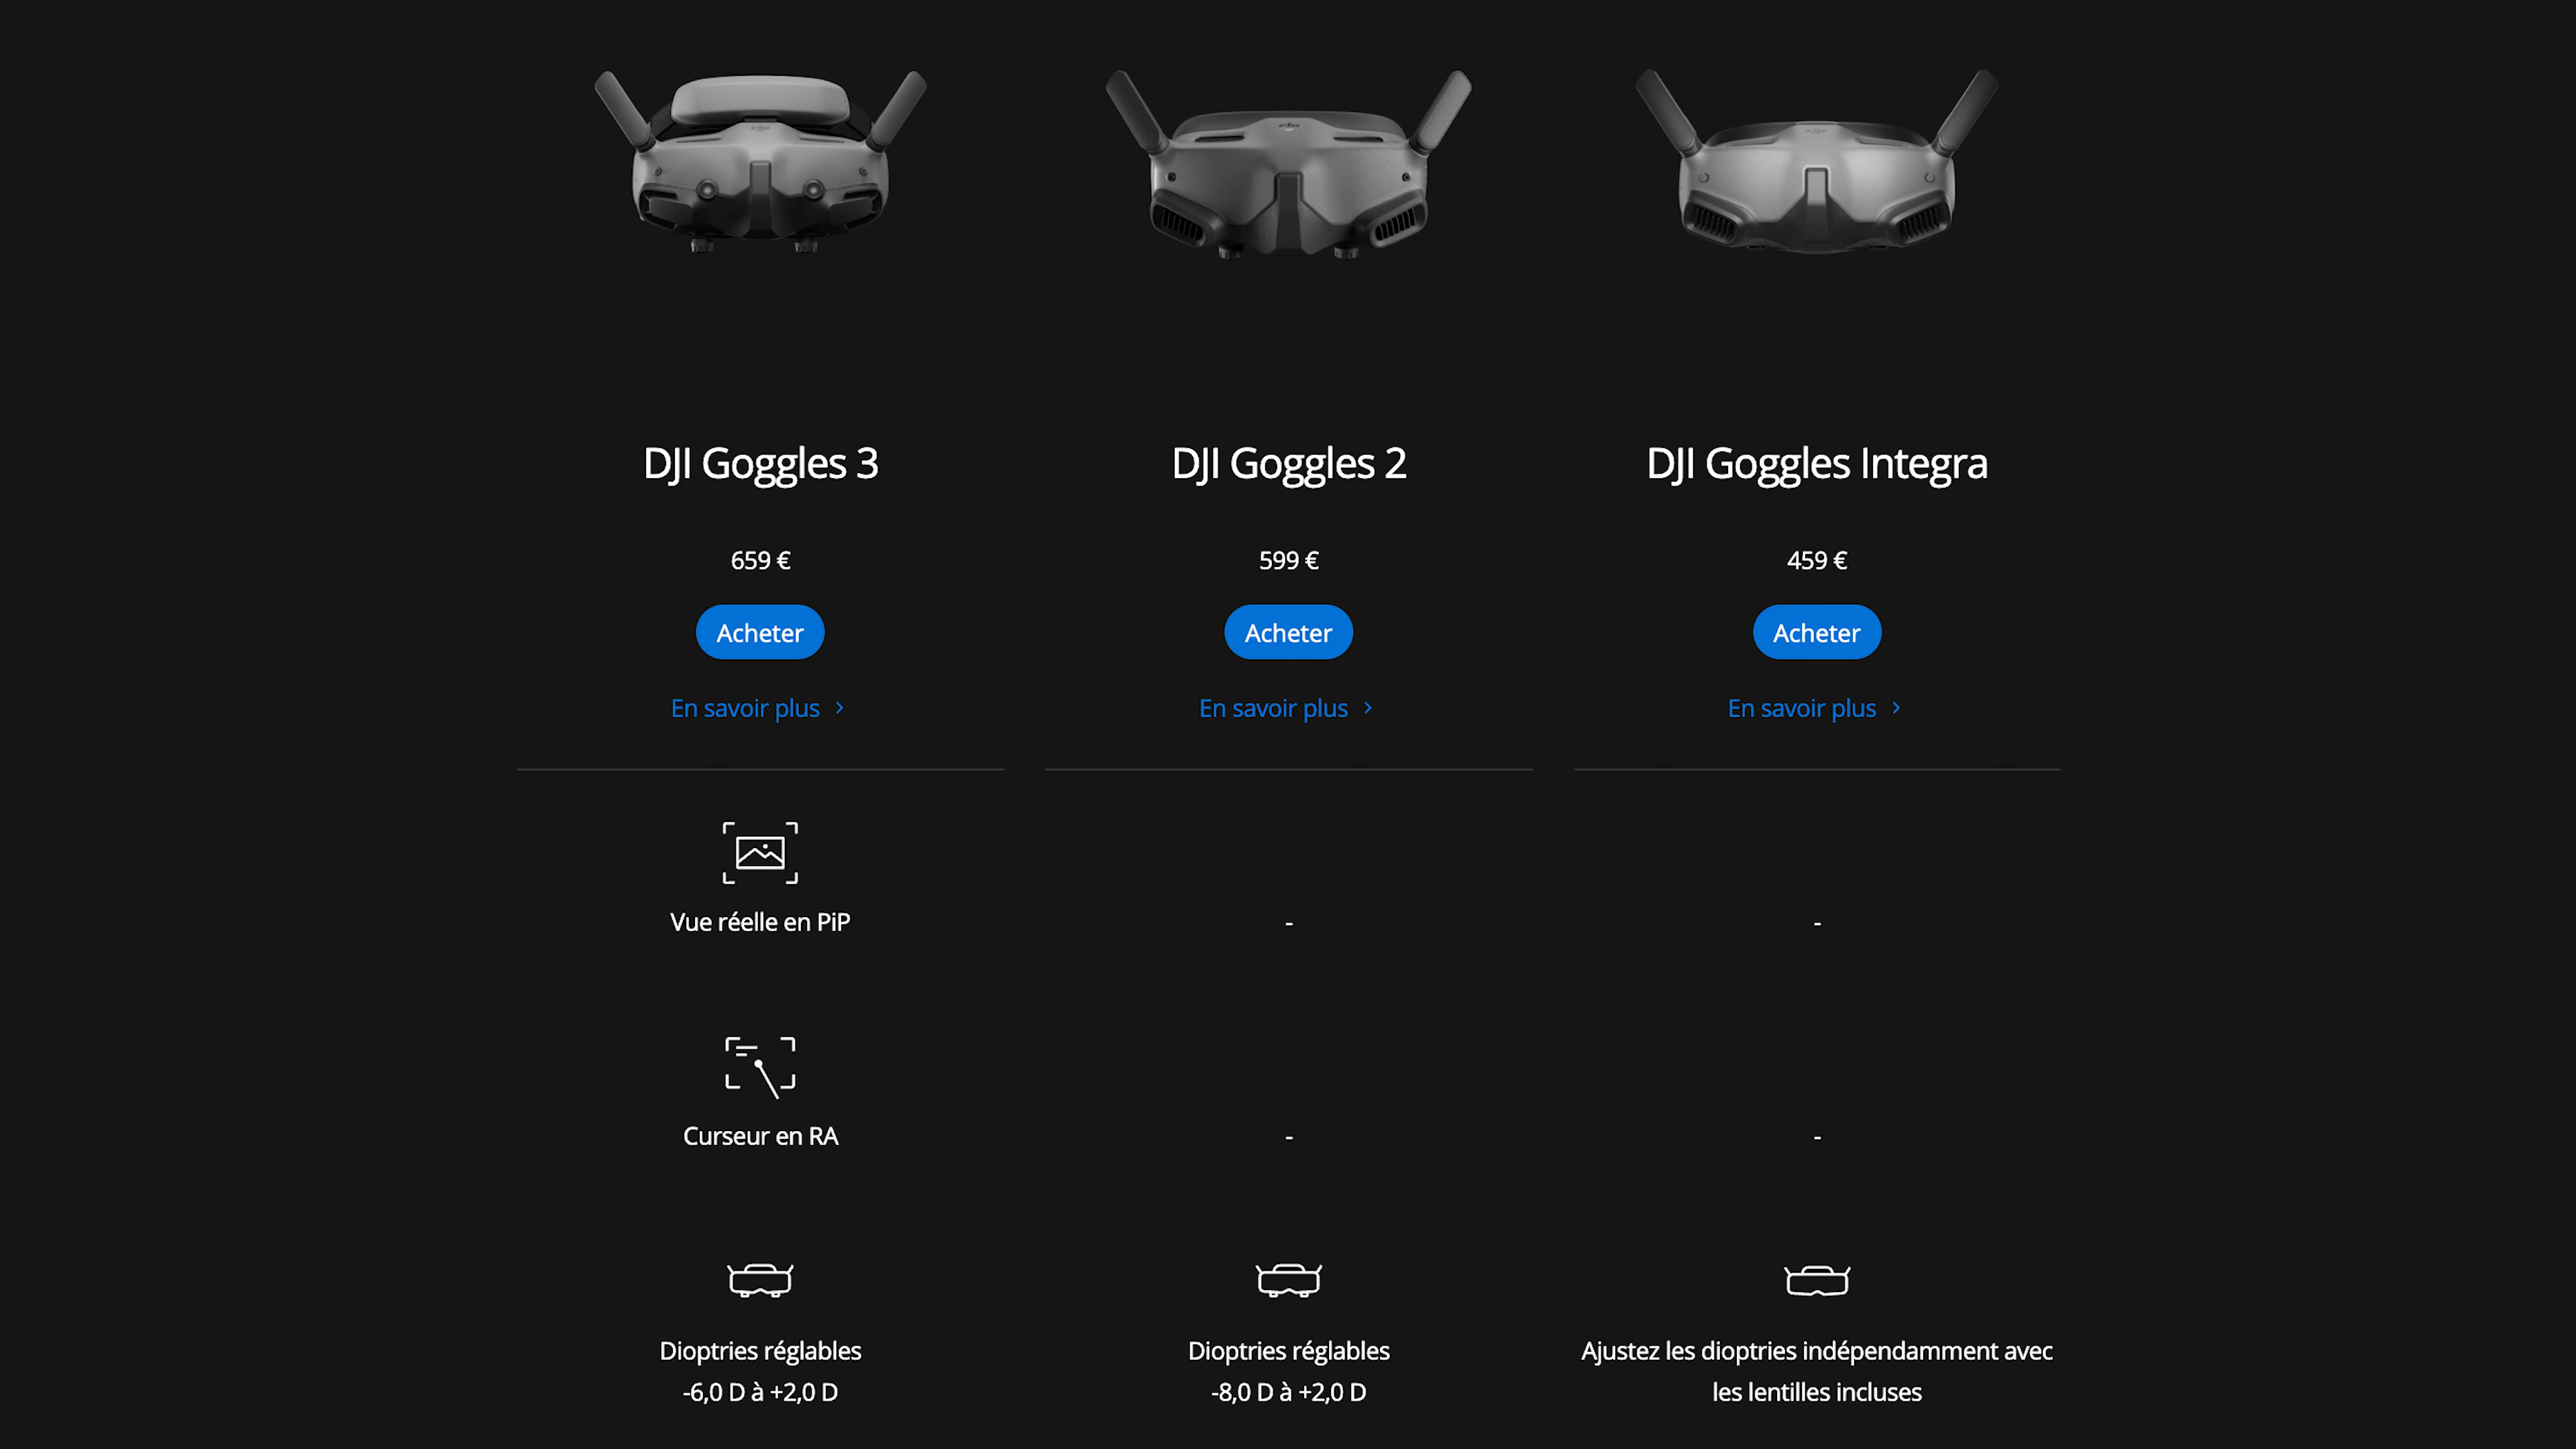 DJI Goggles 3
DJI Goggles 2
DJI Goggles Integra
659 €
599 €
459 €
Acheter
Acheter
Acheter
En savoir plus >
En savoir plus >
En savoir plus >
Vue réelle en PiP
-
-
Curseur en RA
-
-
Dioptries réglables
-6,0 D à +2,0 D
Dioptries réglables
-8,0 D à +2,0 D
Ajustez les dioptries indépendamment avec
les lentilles incluses